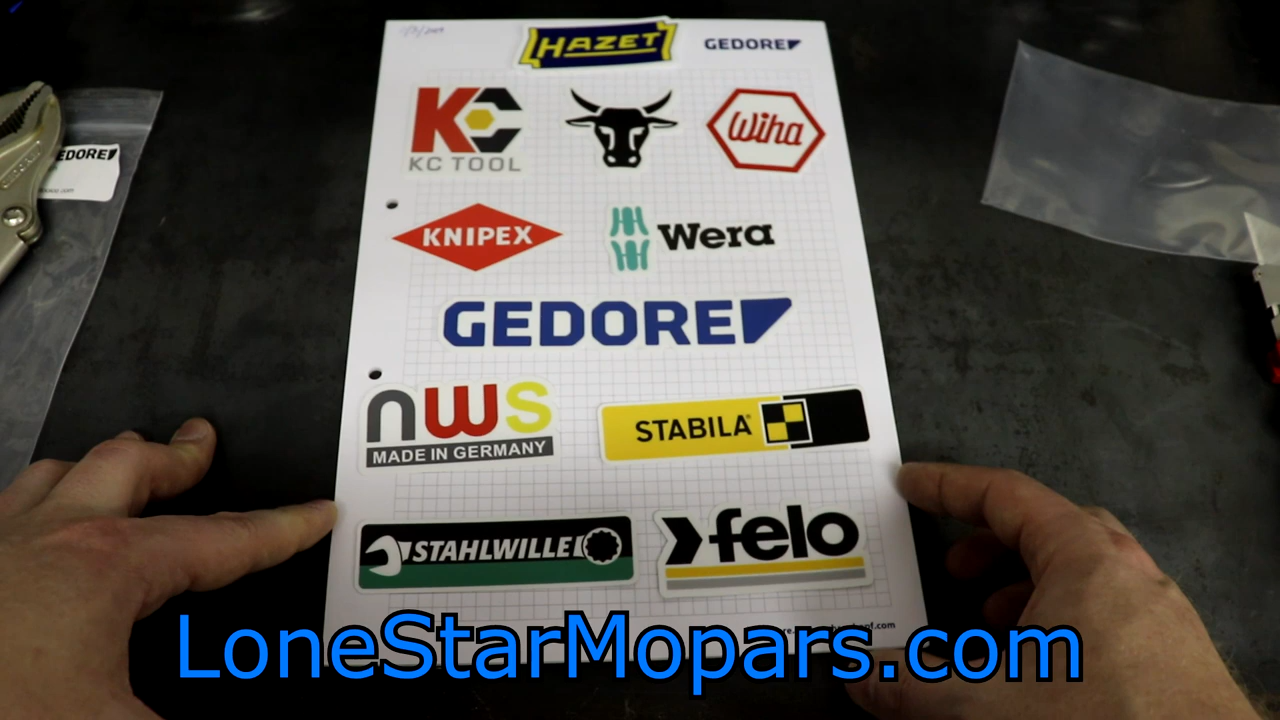 HAZET
GEDORE
KC TOOL
Wiha
GEDORE
KNIPEX
Wera
GEDORE
nws
MADE IN GERMANY
STABILA®
STAHLWILLE
felo
LoneStarMopars.com